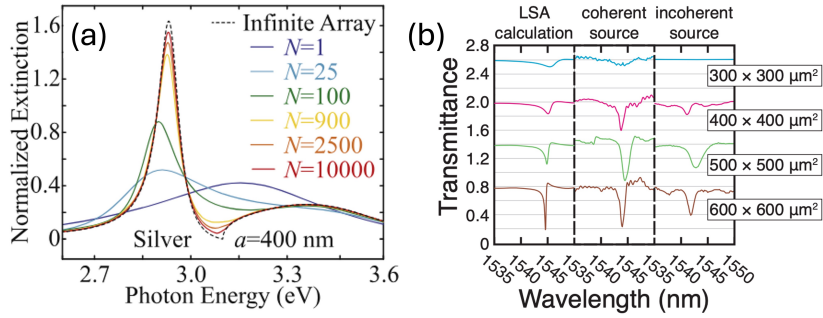 (a)
Normalized Extinction
1.6
1.2
0.8
0.4
0
Infinite Array
N=1
N=25
N=100
N=900
N=2500
N=10000
Silver a=400 nm
2.7 3.0 3.3 3.6
Photon Energy (eV)
(b)
LSA calculation
coherent source
incoherent source
Transmittance
2.8
2.4
2.0
1.6
1.2
0.8
0.4
0
300 × 300 μm²
400 × 400 μm²
500 × 500 μm²
600 × 600 μm²
1535 1540 1545 1535 1540 1545 1535 1540 1545 1550
Wavelength (nm)